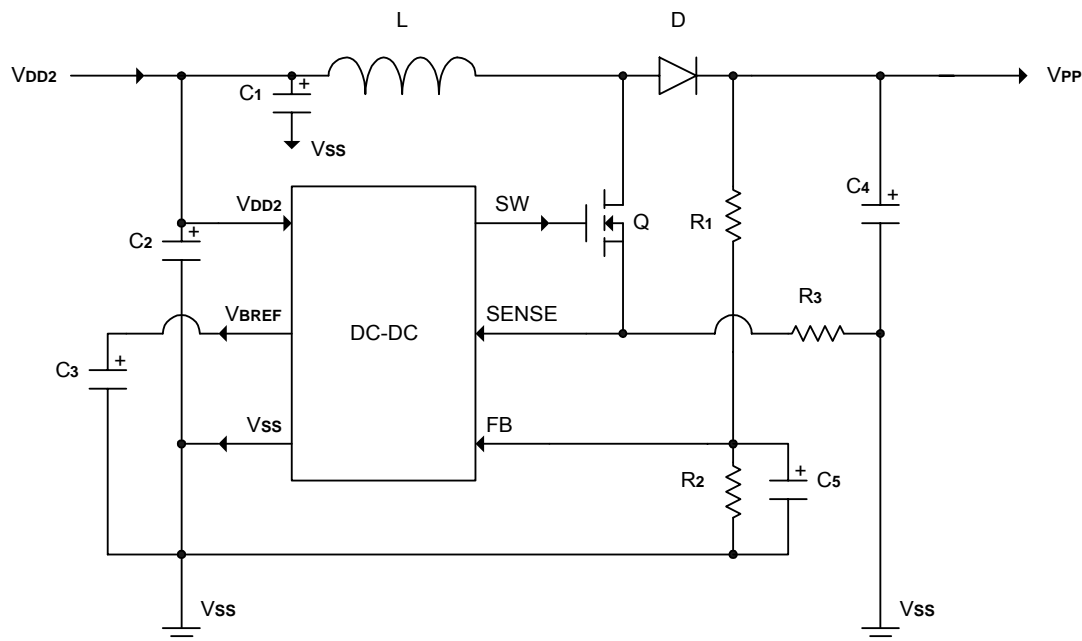 L
D
VDD2
C1
+
VSS
VPP
VDD2
SW
Q
R1
C4
+
C2
+
VBREF
DC-DC
SENSE
R3
C3
+
VSS
FB
R2
+
C5
VSS
VSS